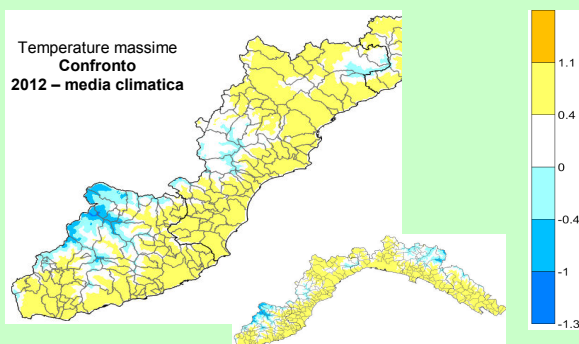 Temperature massime
Confronto
2012 – media climatica
1.1
0.4
0
-0.4
-1
-1.3